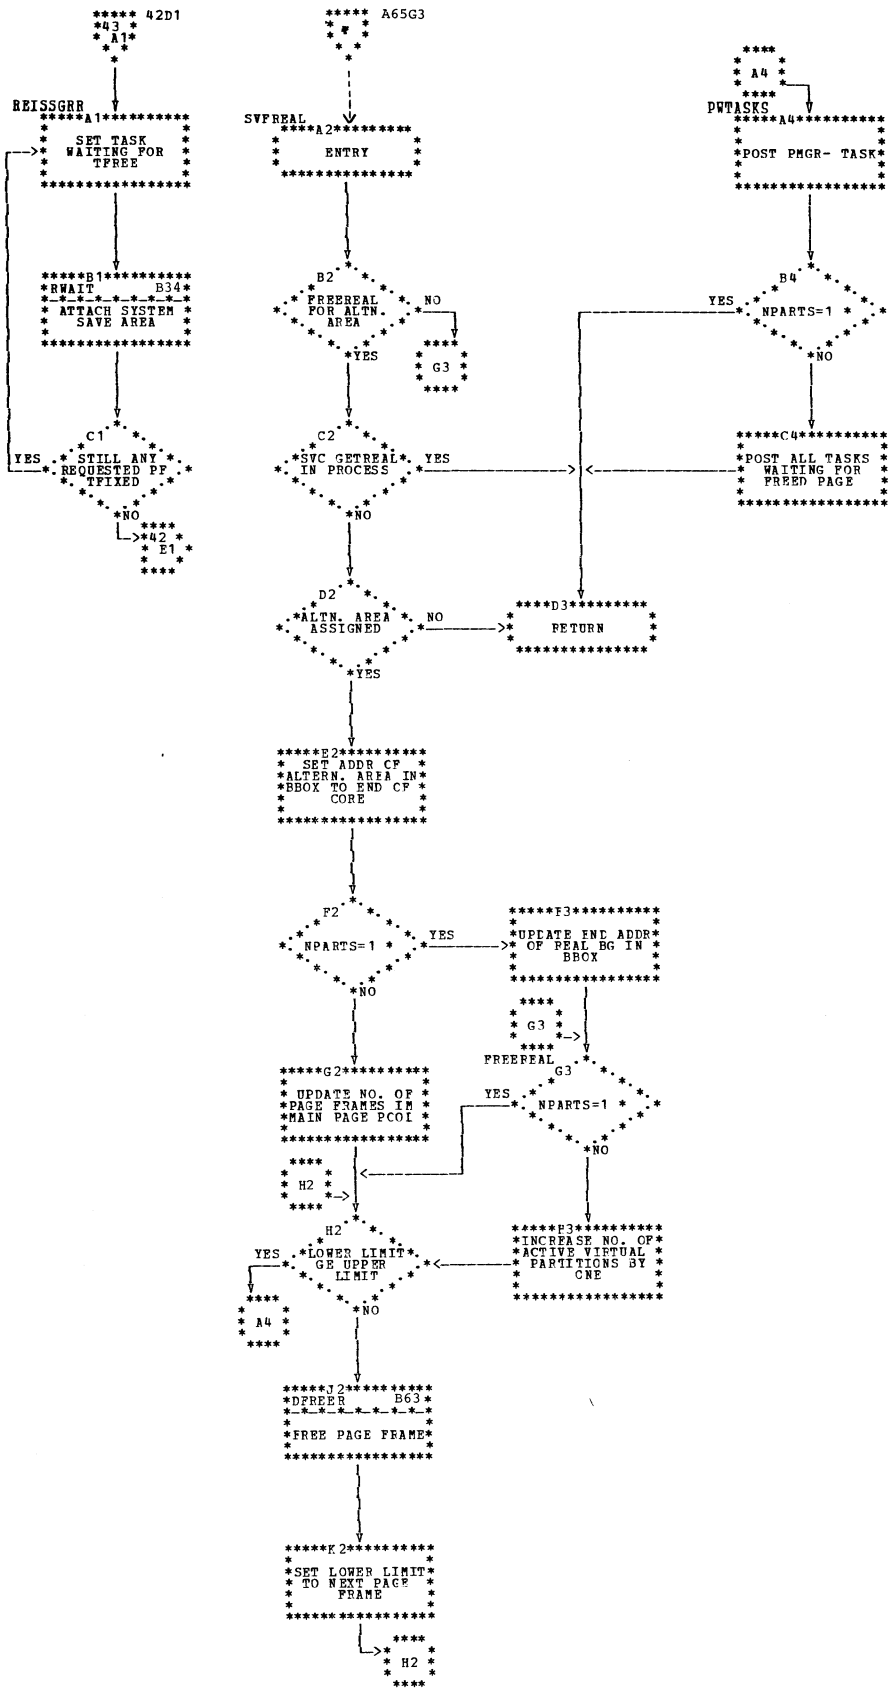 42D1
43
A1
A65G3
A4
REISSGRR
A1
SET TASK
WAITING FOR
TFREE
SVFREAL
A2
ENTRY
PWTASKS
A4
POST PMGR- TASK
B1
RWAIT B34
ATTACH SYSTEM
SAVE AREA
B2
FREEREAL
FOR ALTN.
AREA
NO
YES
G3
B4
NPARTS=1
YES
NO
C1
STILL ANY
REQUESTED PF
TFIXED
YES
NO
42
E1
C2
SVC GETREAL
IN PROCESS
YES
NO
C4
POST ALL TASKS
WAITING FOR
FREED PAGE
D2
ALTN. AREA
ASSIGNED
NO
YES
D3
RETURN
E2
SET ADDR CF
ALTERN. AREA IN
BBOX TO END CF
CORE
F2
NPARTS=1
YES
NO
F3
UPDATE END ADDR
OF REAL BG IN
BBOX
G3
FREEREAL
G3
NPARTS=1
YES
NO
G2
UPDATE NO. OF
PAGE FRAMES IM
MAIN PAGE PCOL
H2
H2
LOWER LIMIT
GE UPPER
LIMIT
YES
NO
H3
INCREASE NO. OF
ACTIVE VIRTUAL
PARTITIONS BY
CNE
A4
J2
DFREER B63
FREE PAGE FRAME
K2
SET LOWER LIMIT
TO NEXT PAGE
FRAME
H2